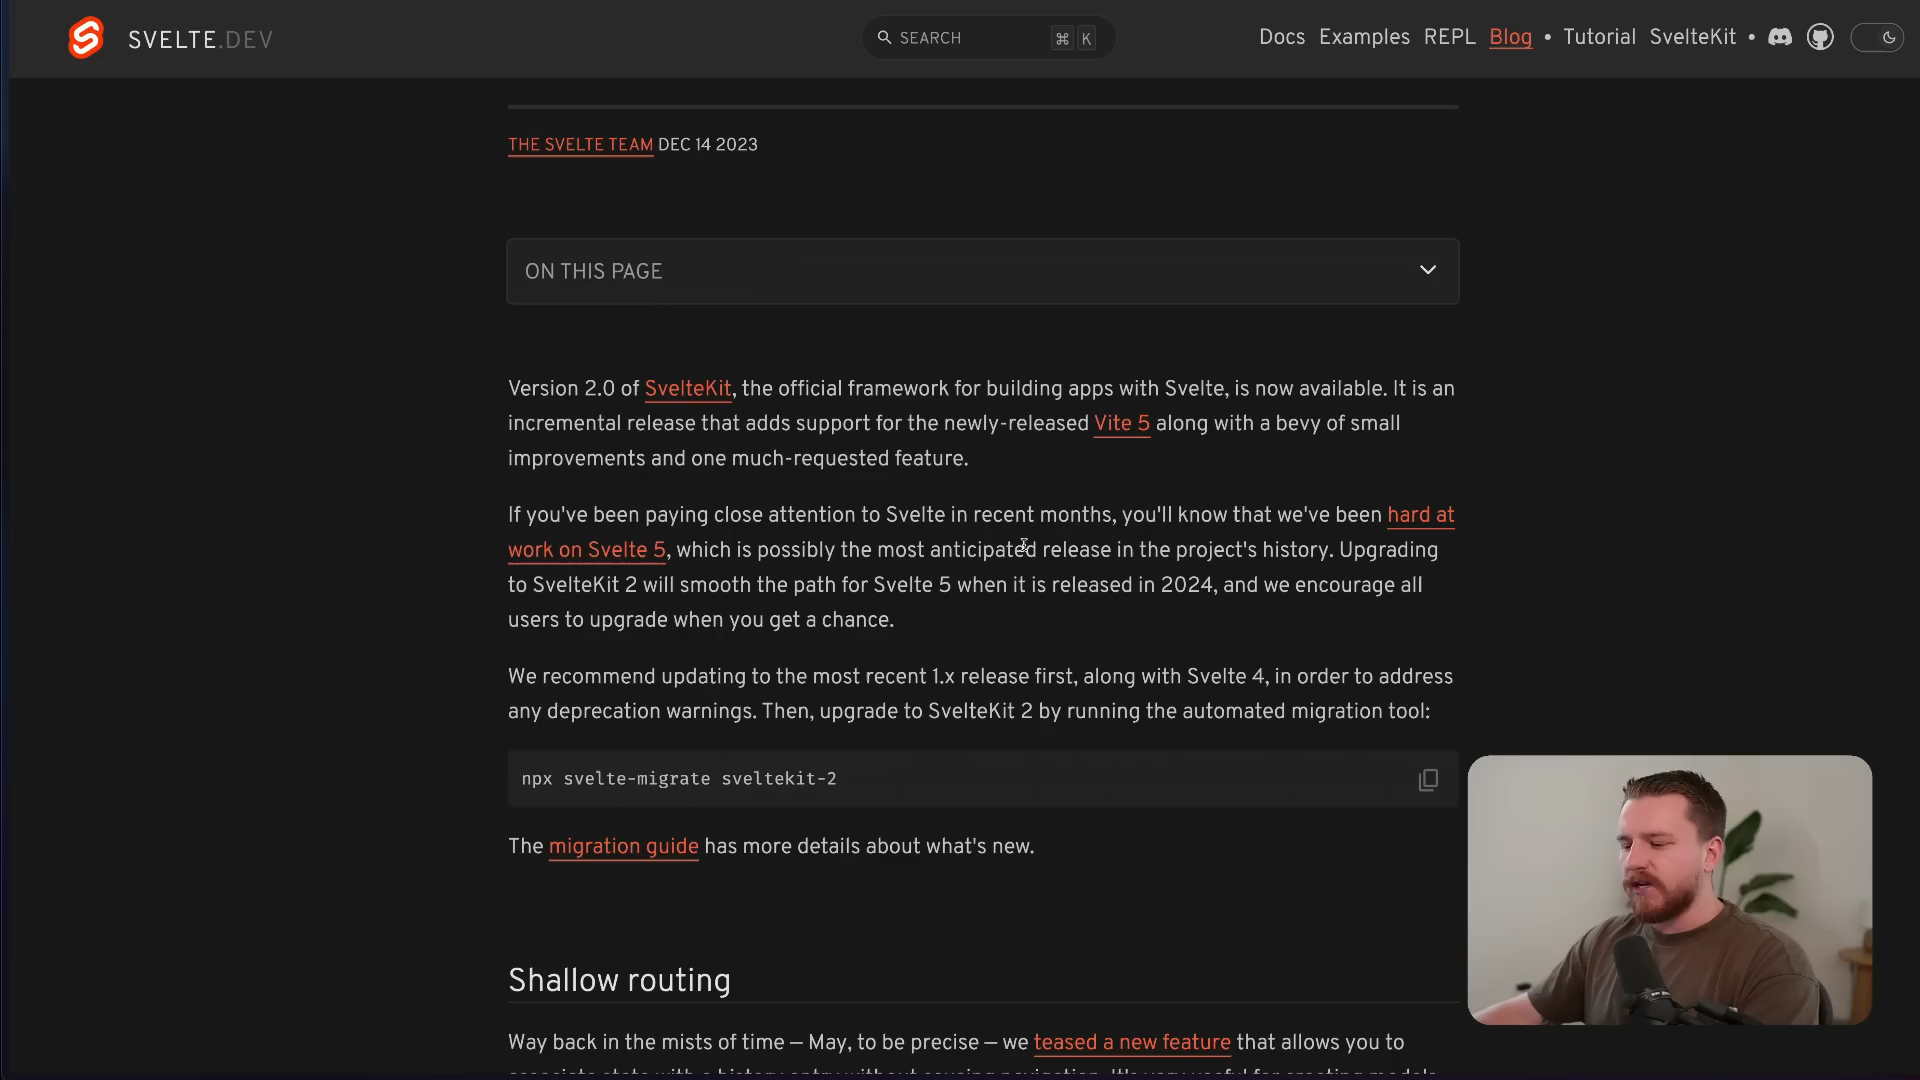 SVELTE.DEV
SEARCH ⌘ K
Docs Examples REPL Blog • Tutorial SvelteKit •
THE SVELTE TEAM DEC 14 2023
ON THIS PAGE
Version 2.0 of SvelteKit, the official framework for building apps with Svelte, is now available. It is an
incremental release that adds support for the newly-released Vite 5 along with a bevy of small
improvements and one much-requested feature.
If you've been paying close attention to Svelte in recent months, you'll know that we've been hard at
work on Svelte 5, which is possibly the most anticipated release in the project's history. Upgrading
to SvelteKit 2 will smooth the path for Svelte 5 when it is released in 2024, and we encourage all
users to upgrade when you get a chance.
We recommend updating to the most recent 1.x release first, along with Svelte 4, in order to address
any deprecation warnings. Then, upgrade to SvelteKit 2 by running the automated migration tool:
npx svelte-migrate sveltekit-2
The migration guide has more details about what's new.
Shallow routing
Way back in the mists of time — May, to be precise — we teased a new feature that allows you to